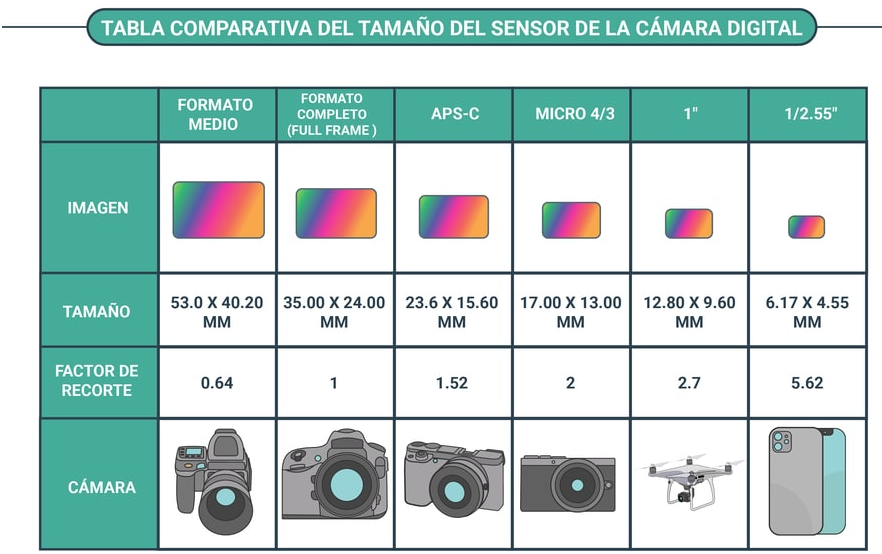 TABLA COMPARATIVA DEL TAMAÑO DEL SENSOR DE LA CÁMARA DIGITAL
FORMATO
MEDIO
FORMATO
COMPLETO
(FULL FRAME )
APS-C
MICRO 4/3
1"
1/2.55"
IMAGEN
TAMAÑO
53.0 X 40.20
MM
35.00 X 24.00
MM
23.6 X 15.60
MM
17.00 X 13.00
MM
12.80 X 9.60
MM
6.17 X 4.55
MM
FACTOR DE
RECORTE
0.64
1
1.52
2
2.7
5.62
CÁMARA